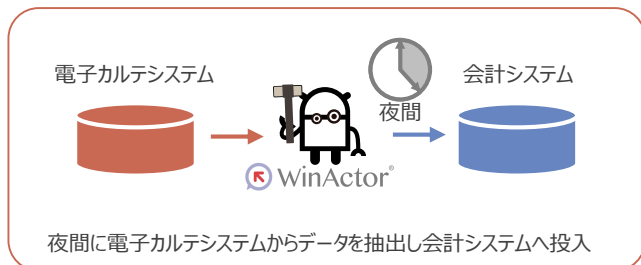 電子カルテシステム
会計システム
夜間
WinActor®
夜間に電子カルテシステムからデータを抽出し会計システムへ投入